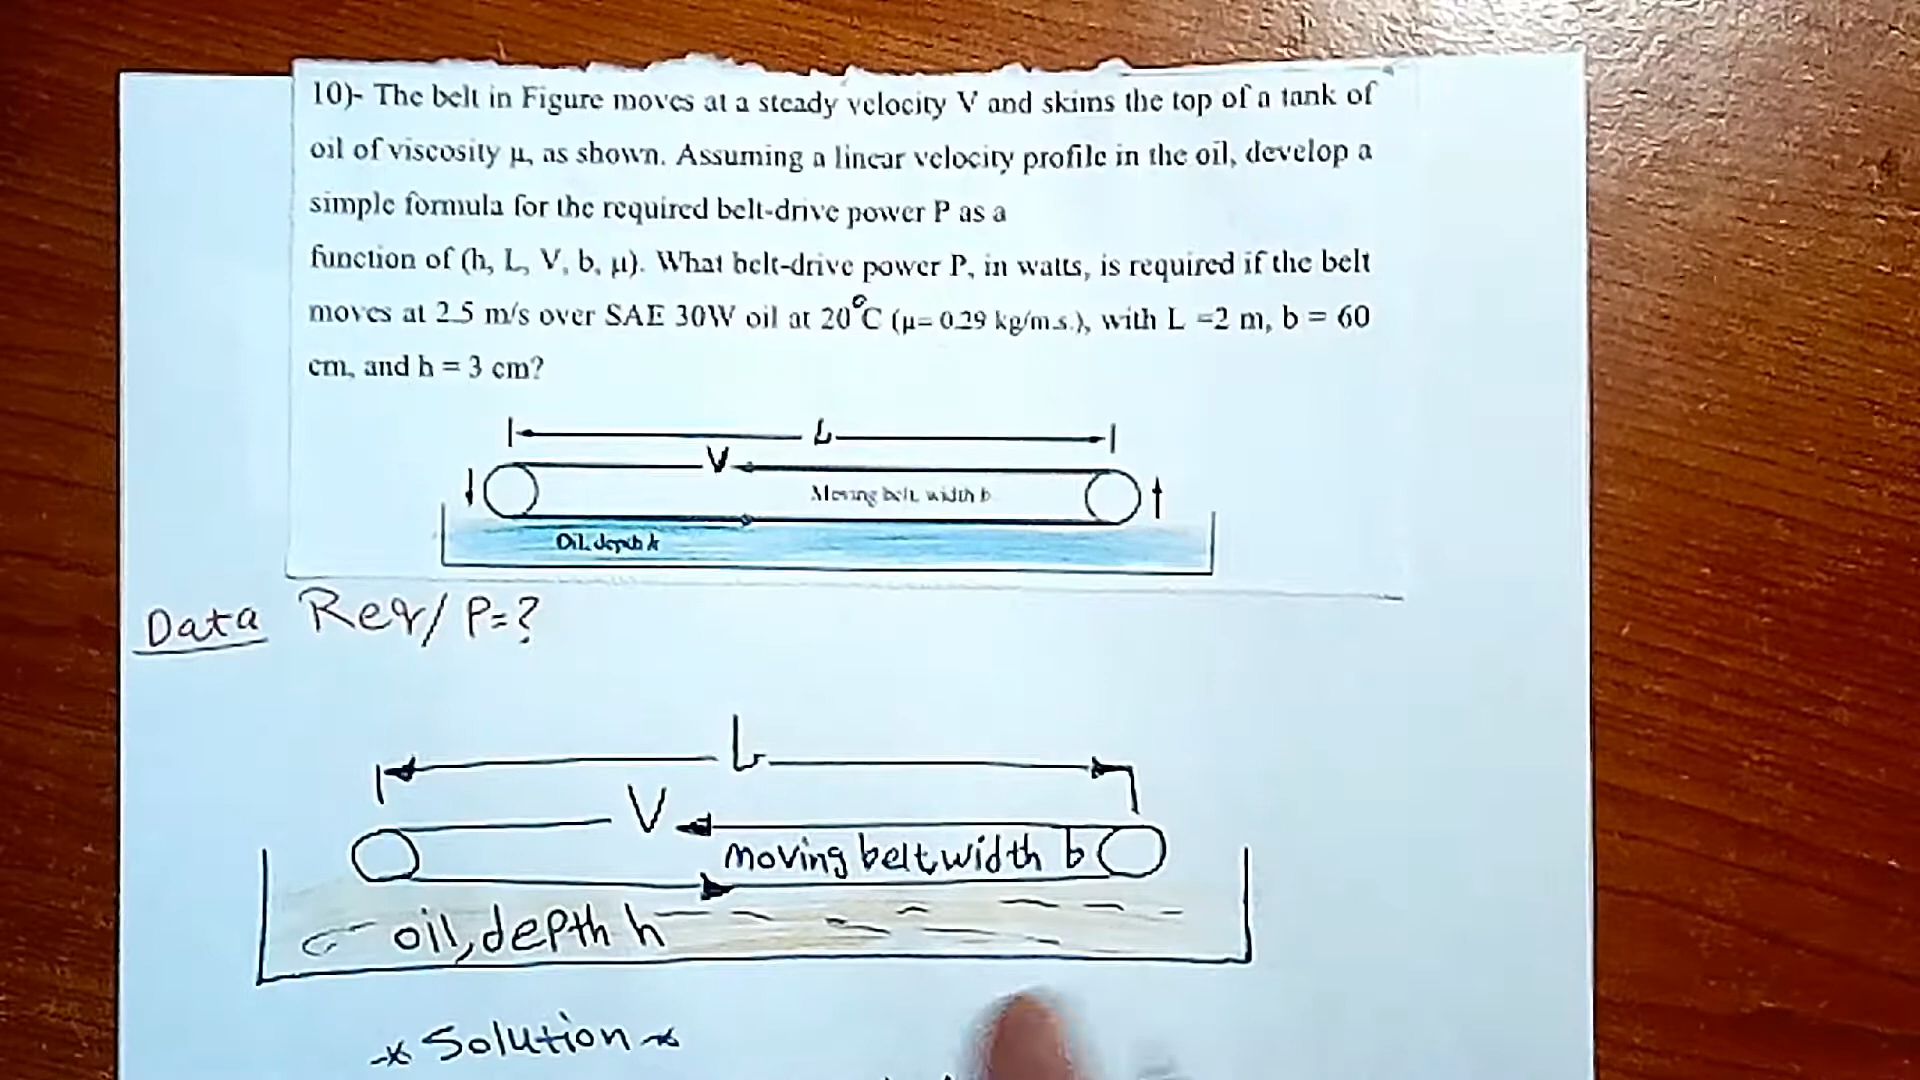 10)- The belt in Figure moves at a steady velocity V and skims the top of a tank of
oil of viscosity μ, as shown. Assuming a linear velocity profile in the oil, develop a
simple formula for the required belt-drive power P as a
function of (h, L, V, b, μ). What belt-drive power P, in watts, is required if the belt
moves at 2.5 m/s over SAE 30W oil at 20°C (μ= 0.29 kg/m.s.), with L =2 m, b = 60
cm, and h = 3 cm?
L
V
Moving belt, width b
Oil, depth h
Data Req/ P=?
L
V
moving belt, width b
oil, depth h
* Solution *